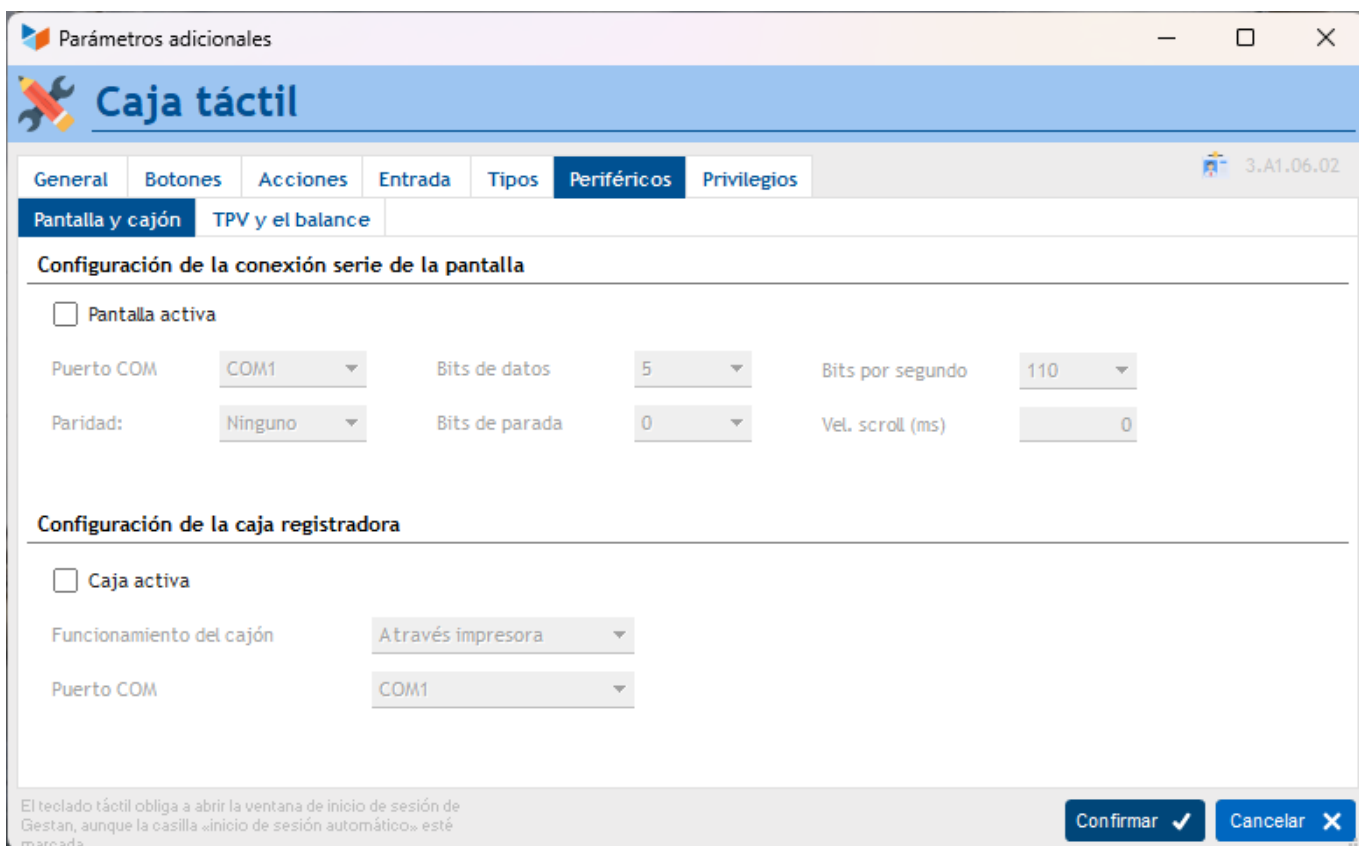 Parámetros adicionales
Caja táctil
General Botones Acciones Entrada Tipos Periféricos Privilegios 3.A1.06.02
Pantalla y cajón TPV y el balance
Configuración de la conexión serie de la pantalla
Pantalla activa
Puerto COM COM1 Bits de datos 5 Bits por segundo 110
Paridad: Ninguno Bits de parada 0 Vel. scroll (ms) 0
Configuración de la caja registradora
Caja activa
Funcionamiento del cajón Através impresora
Puerto COM COM1
El teclado táctil obliga a abrir la ventana de inicio de sesión de
Gestan, aunque la casilla «inicio de sesión automático» esté
marcada
Confirmar Cancelar